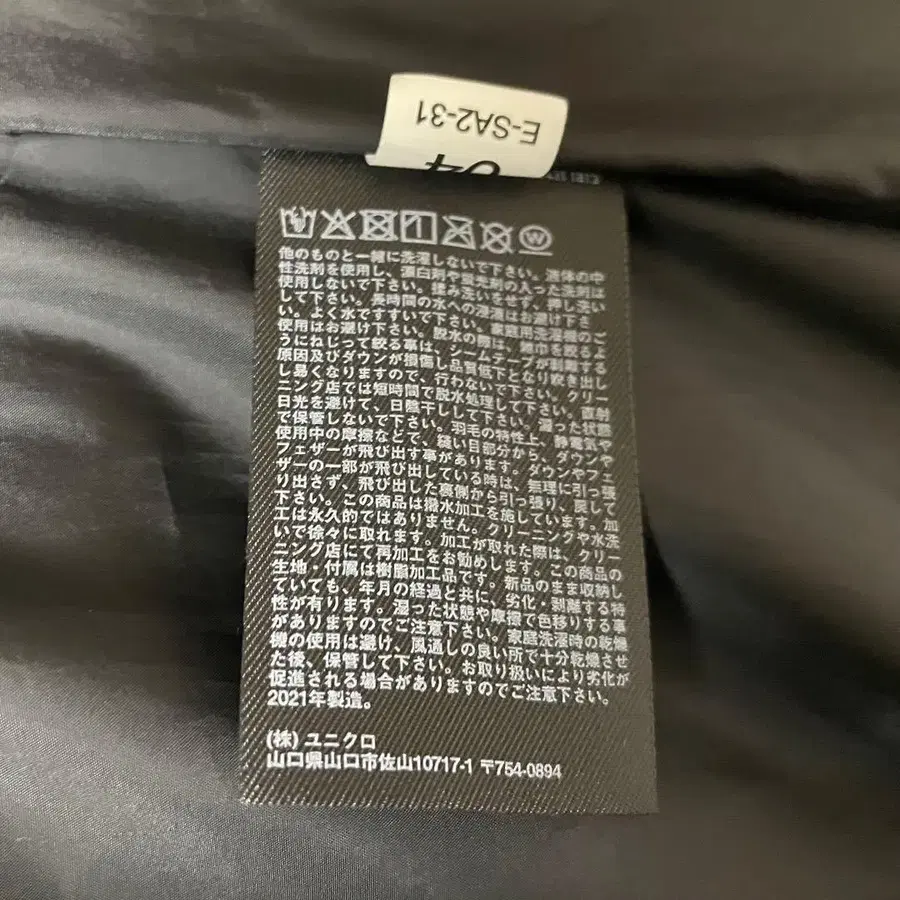 E-SA2-31
04
他のものと一緒に洗濯しないで下さい。液体の中
性洗剤を使用し、漂白剤や蛍光剤の入った洗剤は
使用しないで下さい。揉み洗いをせず、押し洗い
して下さい。長時間の水への浸漬はお避け下さ
い。よく水ですすいで下さい。家庭用洗濯機のご
使用はお避け下さい。脱水の際は、雑巾を絞るよ
うにねじって絞る事は、シームテープが剥離する
原因及びダウンが損傷し品質低下となり吹き出し
し易くなりますので、行わないで下さい。クリー
ニング店では短時間で脱水処理して下さい。直射
日光を避けて、日陰干しして下さい。湿った状態
で保管しないで下さい。羽毛の特性上、静電気や
使用中の摩擦などで、縫い目部分から、ダウンや
フェザーが飛び出す事があります。ダウンやフェ
ザーの一部が飛び出している時は、無理に引っ張
り出さず、飛び出した裏側から引っ張り、戻して
下さい。この商品は撥水加工を施しています。加
工は永久的ではありません。クリーニングや水洗
いで徐々に取れます。加工が取れた際は、クリー
ニング店にて再加工をお勧めします。この商品の
生地・付属は樹脂加工品です。新品のまま収納し
ていても、年月の経過と共に、劣化・剥離する特
性が有ります。湿った状態や摩擦で色移りする事
がありますのでご注意下さい。家庭洗濯時の乾燥
機の使用は避け、風通しの良い所で十分乾燥させ
た後、保管して下さい。お取り扱いにより劣化が
促進される場合がありますのでご注意下さい。
2021年製造。
(株) ユニクロ
山口県山口市佐山10717-1 〒754-0894